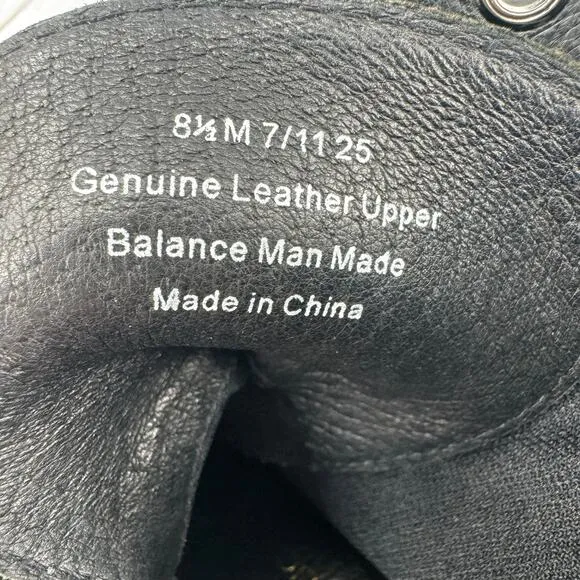 8½ M 7/11 25
Genuine Leather Upper
Balance Man Made
Made in China